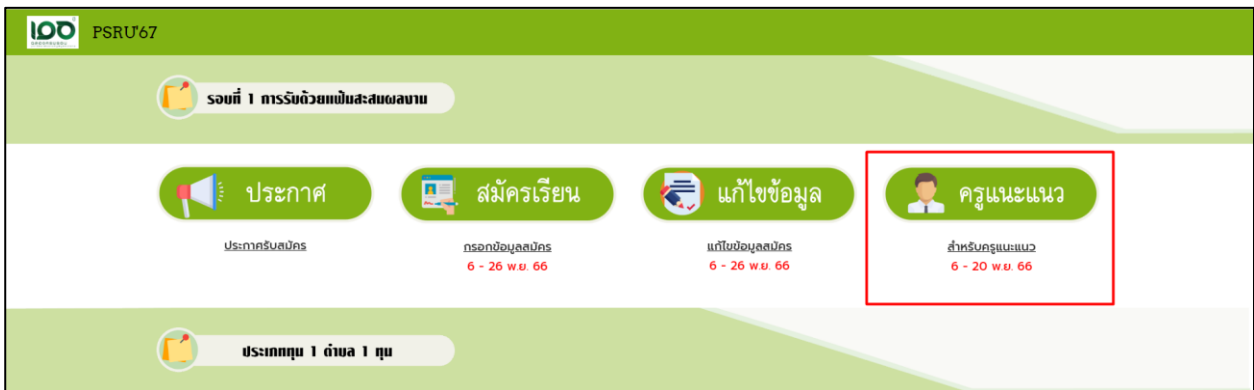 ๑๐๐ PSRU'67
รอบที่ 1 การรับด้วยแฟ้มสะสมผลงาน
ประกาศ สมัครเรียน แก้ไขข้อมูล ครูแนะแนว
ประกาศรับสมัคร กรอกข้อมูลสมัคร แก้ไขข้อมูลสมัคร สำหรับครูแนะแนว
6 - 26 พ.ย. 66 6 - 26 พ.ย. 66 6 - 20 พ.ย. 66
ประเภททุน 1 ตำบล 1 ทุน